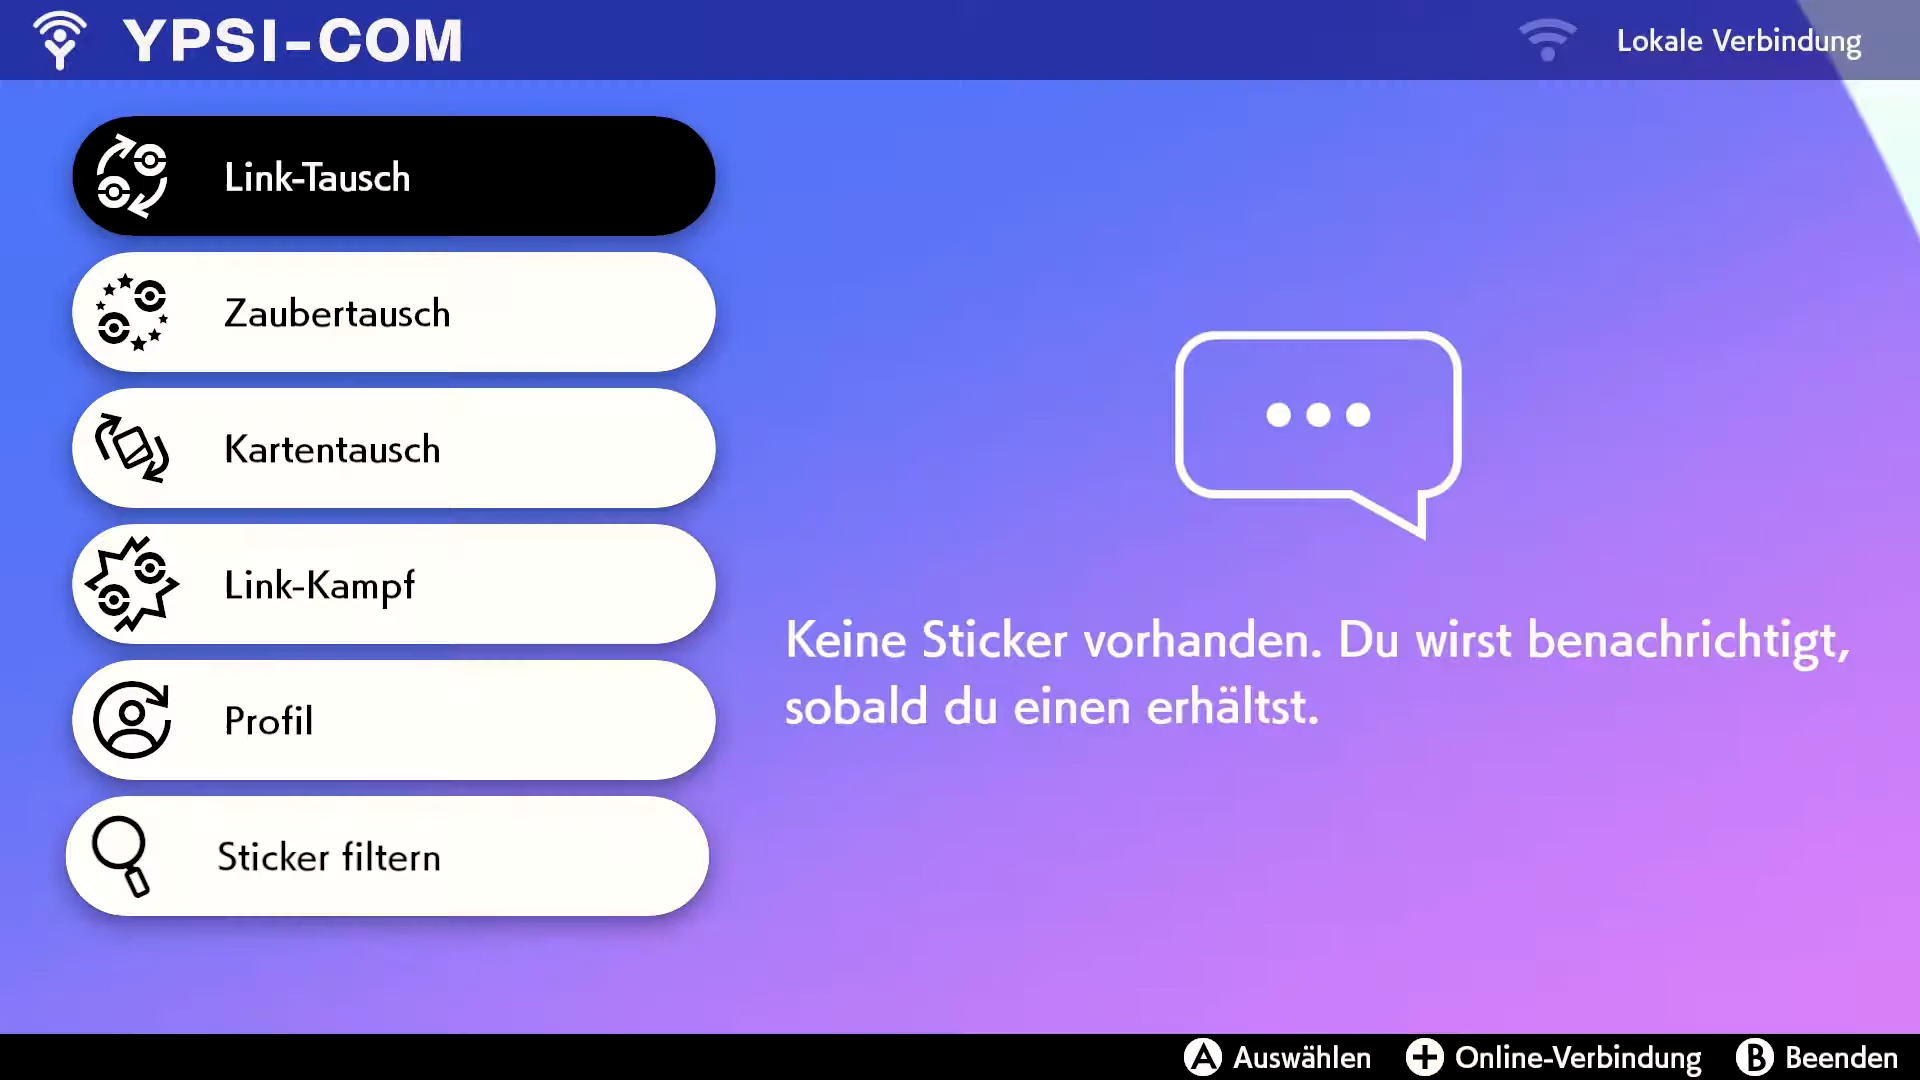 YPSI-COM
Lokale Verbindung
Link-Tausch
Zaubertausch
Kartentausch
Link-Kampf
Profil
Sticker filtern
Keine Sticker vorhanden. Du wirst benachrichtigt,
sobald du einen erhältst.
A Auswählen + Online-Verbindung B Beenden